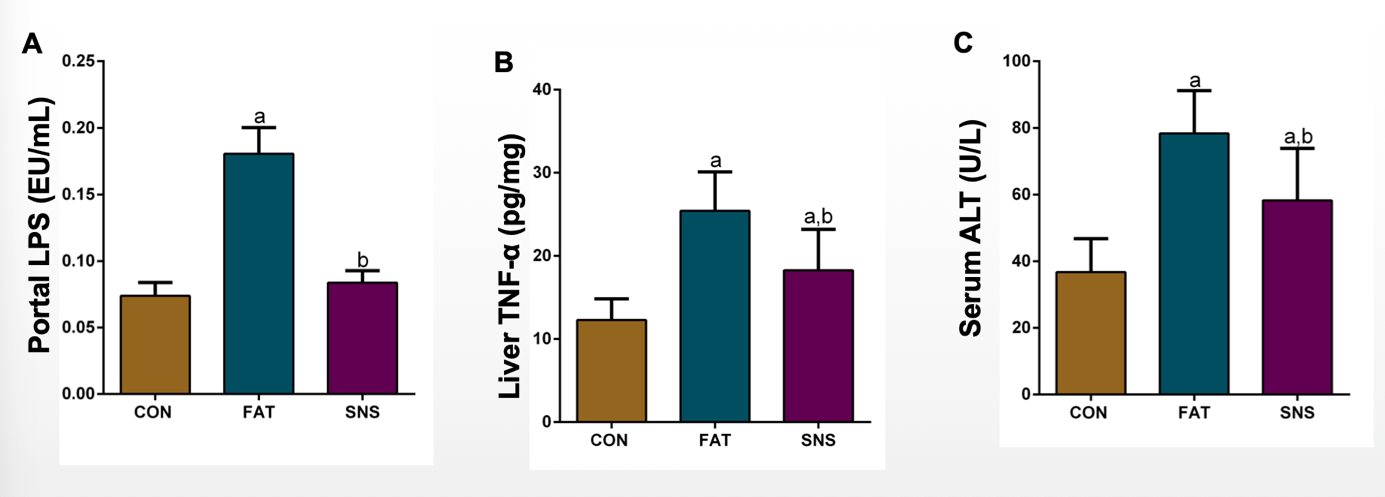 A
Portal LPS (EU/mL)
0.25
0.20
0.15
0.10
0.05
0.00
a
b
CON FAT SNS
B
Liver TNF-α (pg/mg)
40
30
20
10
0
a
a,b
CON FAT SNS
C
Serum ALT (U/L)
100
80
60
40
20
0
a
a,b
CON FAT SNS